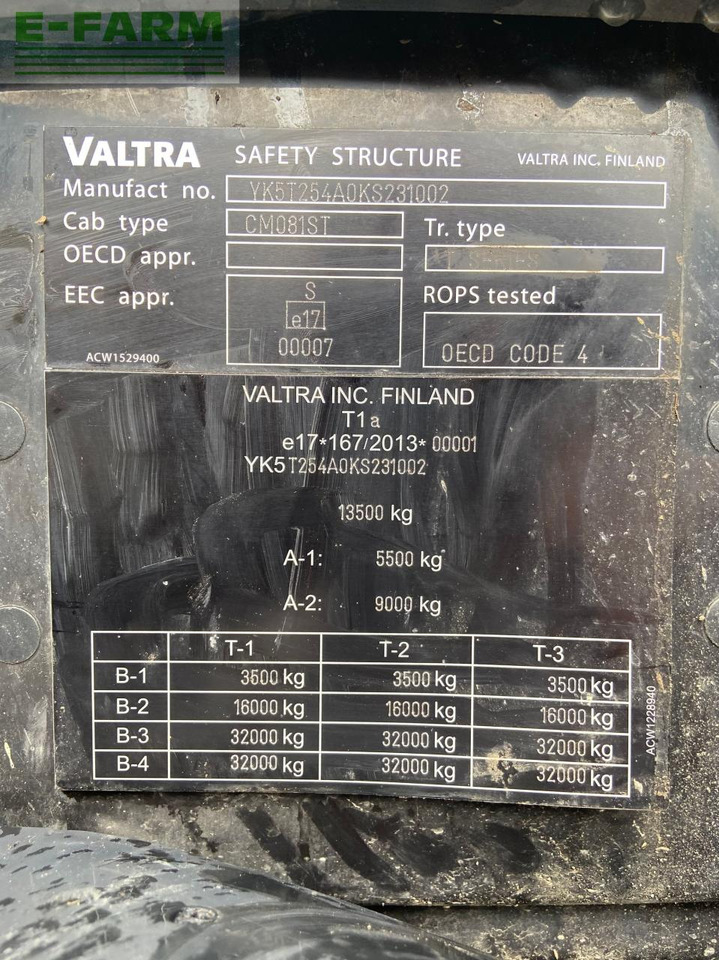 E-FARM
VALTRA SAFETY STRUCTURE VALTRA INC. FINLAND
Manufact no. YK5T254A0KS231002
Cab type CM081ST Tr. type
OECD appr. T SERIES
EEC appr. S ROPS tested
e17
00007 OECD CODE 4
ACW1529400
VALTRA INC. FINLAND
T1a
e17*167/2013*00001
YK5T254A0KS231002
13500 kg
A-1: 5500 kg
A-2: 9000 kg
T-1 T-2 T-3
B-1 3500 kg 3500 kg 3500 kg
B-2 16000 kg 16000 kg 16000 kg
B-3 32000 kg 32000 kg 32000 kg
B-4 32000 kg 32000 kg 32000 kg
ACW1228940